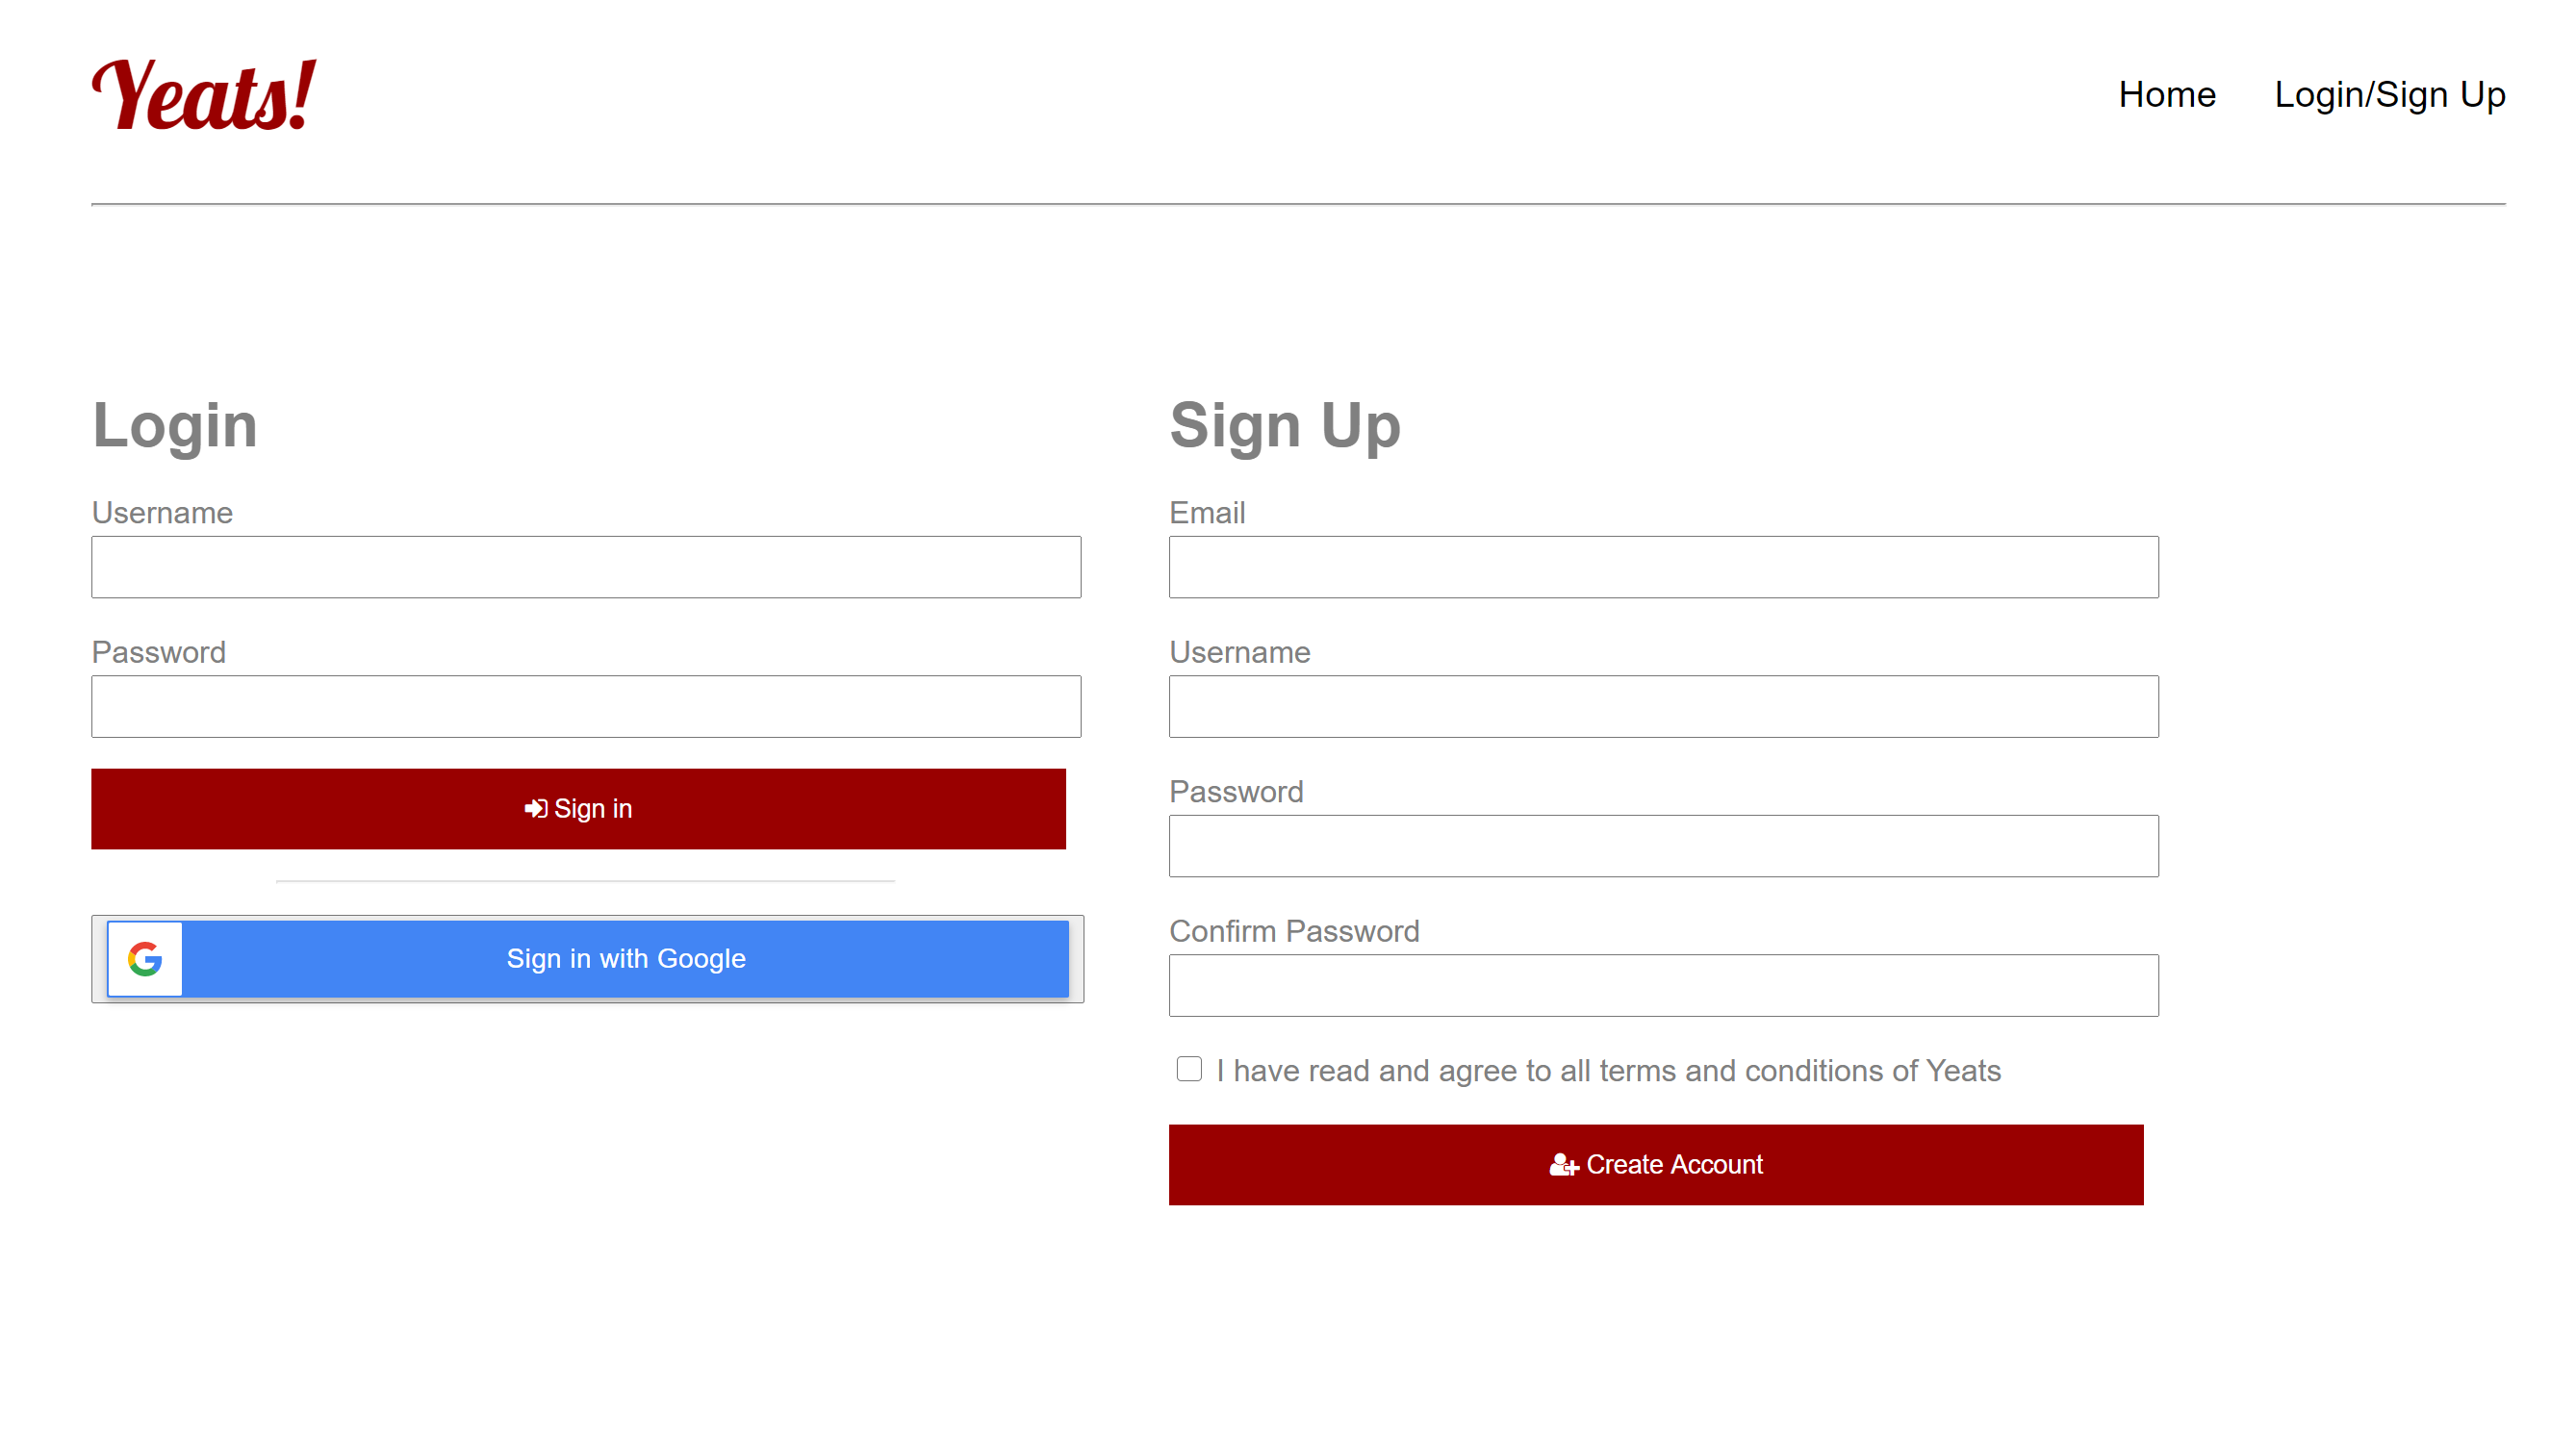 Yeats!
Home
Login/Sign Up
Login
Username
Password
Sign in
Sign in with Google
Sign Up
Email
Username
Password
Confirm Password
I have read and agree to all terms and conditions of Yeats
Create Account